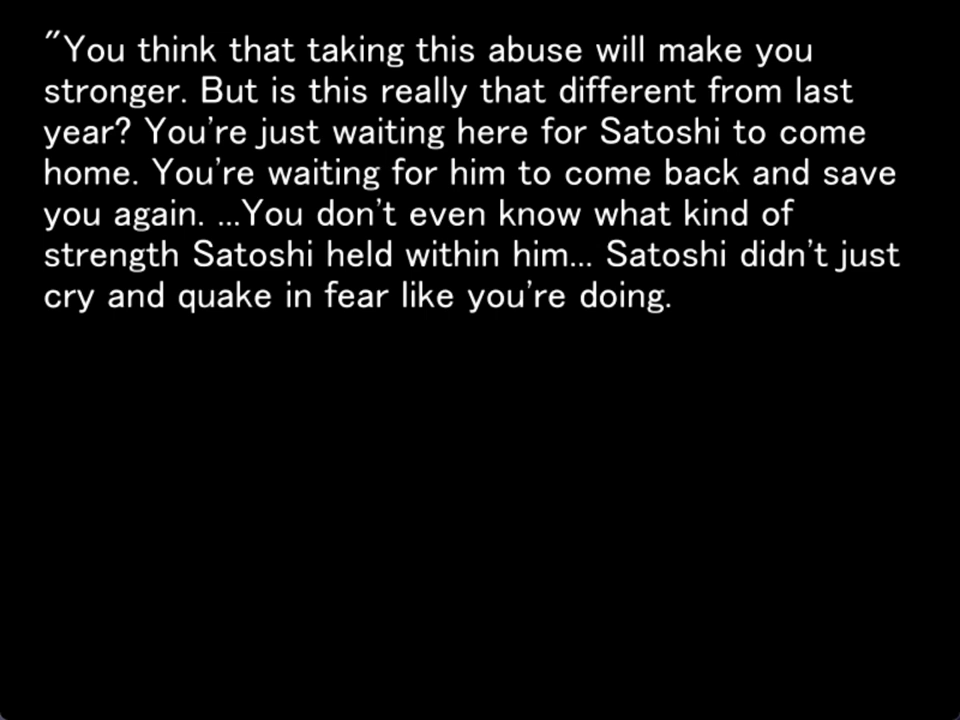 "You think that taking this abuse will make you
stronger. But is this really that different from last
year? You're just waiting here for Satoshi to come
home. You're waiting for him to come back and save
you again. ...You don't even know what kind of
strength Satoshi held within him... Satoshi didn't just
cry and quake in fear like you're doing.